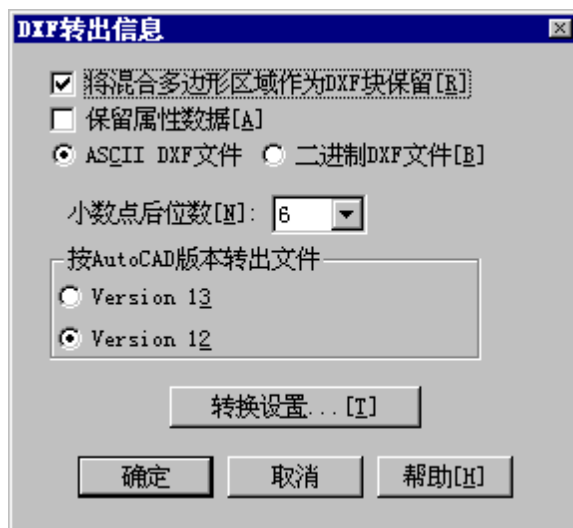 DXF转出信息
将混合多边形区域作为DXF块保留[R]
保留属性数据[A]
ASCII DXF文件 二进制DXF文件[B]
小数点后位数[N]: 6
按AutoCAD版本转出文件
Version 13
Version 12
转换设置...[T]
确定 取消 帮助[H]